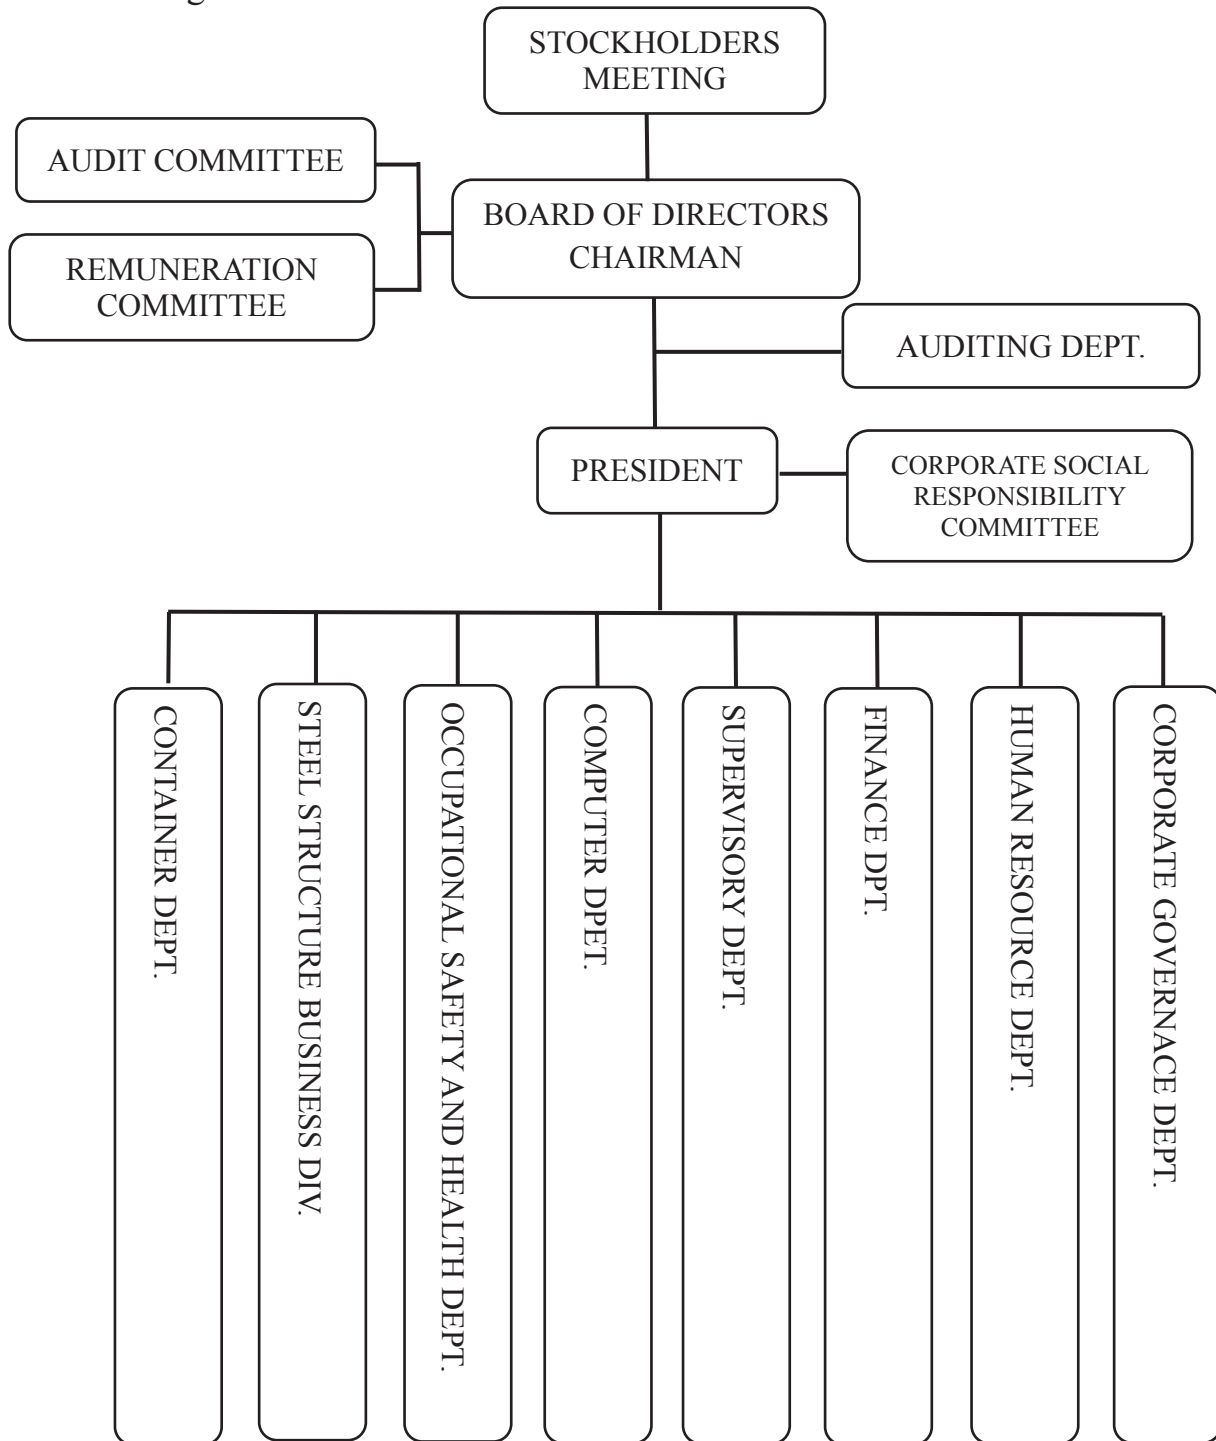 STOCKHOLDERS
MEETING
AUDIT COMMITTEE
BOARD OF DIRECTORS
CHAIRMAN
REMUNERATION
COMMITTEE
AUDITING DEPT.
PRESIDENT
CORPORATE SOCIAL
RESPONSIBILITY
COMMITTEE
CONTAINER DEPT.
STEEL STRUCTURE BUSINESS DIV.
OCCUPATIONAL SAFETY AND HEALTH DEPT.
COMPUTER DPET.
SUPERVISORY DEPT.
FINANCE DPT.
HUMAN RESOURCE DEPT.
CORPORATE GOVERNACE DEPT.